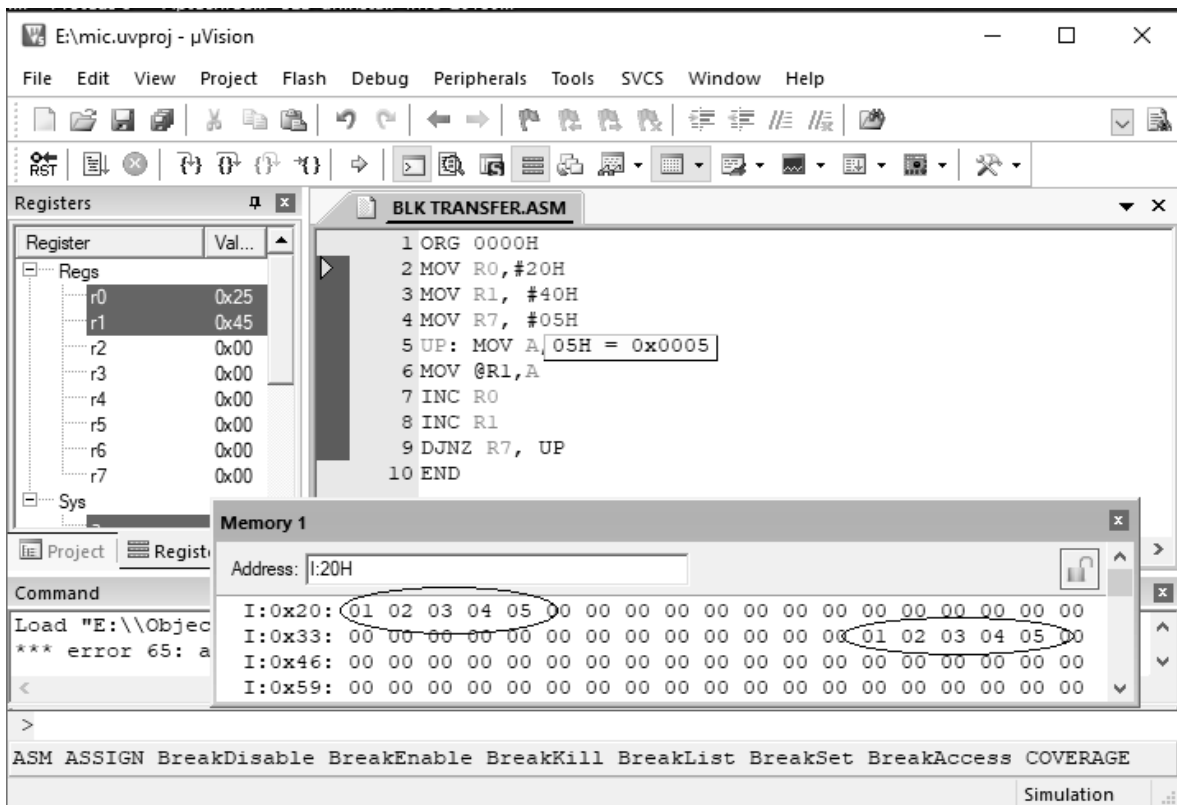 E:\mic.uvproj - µVision
File Edit View Project Flash Debug Peripherals Tools SVCS Window Help
RST
Registers
BLK TRANSFER.ASM
Register Val...
Regs
r0 0x25
r1 0x45
r2 0x00
r3 0x00
r4 0x00
r5 0x00
r6 0x00
r7 0x00
Sys
1 ORG 0000H
2 MOV R0,#20H
3 MOV R1, #40H
4 MOV R7, #05H
5 UP: MOV A, 05H = 0x0005
6 MOV @R1,A
7 INC R0
8 INC R1
9 DJNZ R7, UP
10 END
Project Registe
Memory 1
Address: I:20H
I:0x20: 01 02 03 04 05 00 00 00 00 00 00 00 00 00 00 00 00 00 00
I:0x33: 00 00 00 00 00 00 00 00 00 00 00 00 00 01 02 03 04 05 00
I:0x46: 00 00 00 00 00 00 00 00 00 00 00 00 00 00 00 00 00 00 00
I:0x59: 00 00 00 00 00 00 00 00 00 00 00 00 00 00 00 00 00 00 00
Command
Load "E:\\Objec
*** error 65: a
>
ASM ASSIGN BreakDisable BreakEnable BreakKill BreakList BreakSet BreakAccess COVERAGE
Simulation